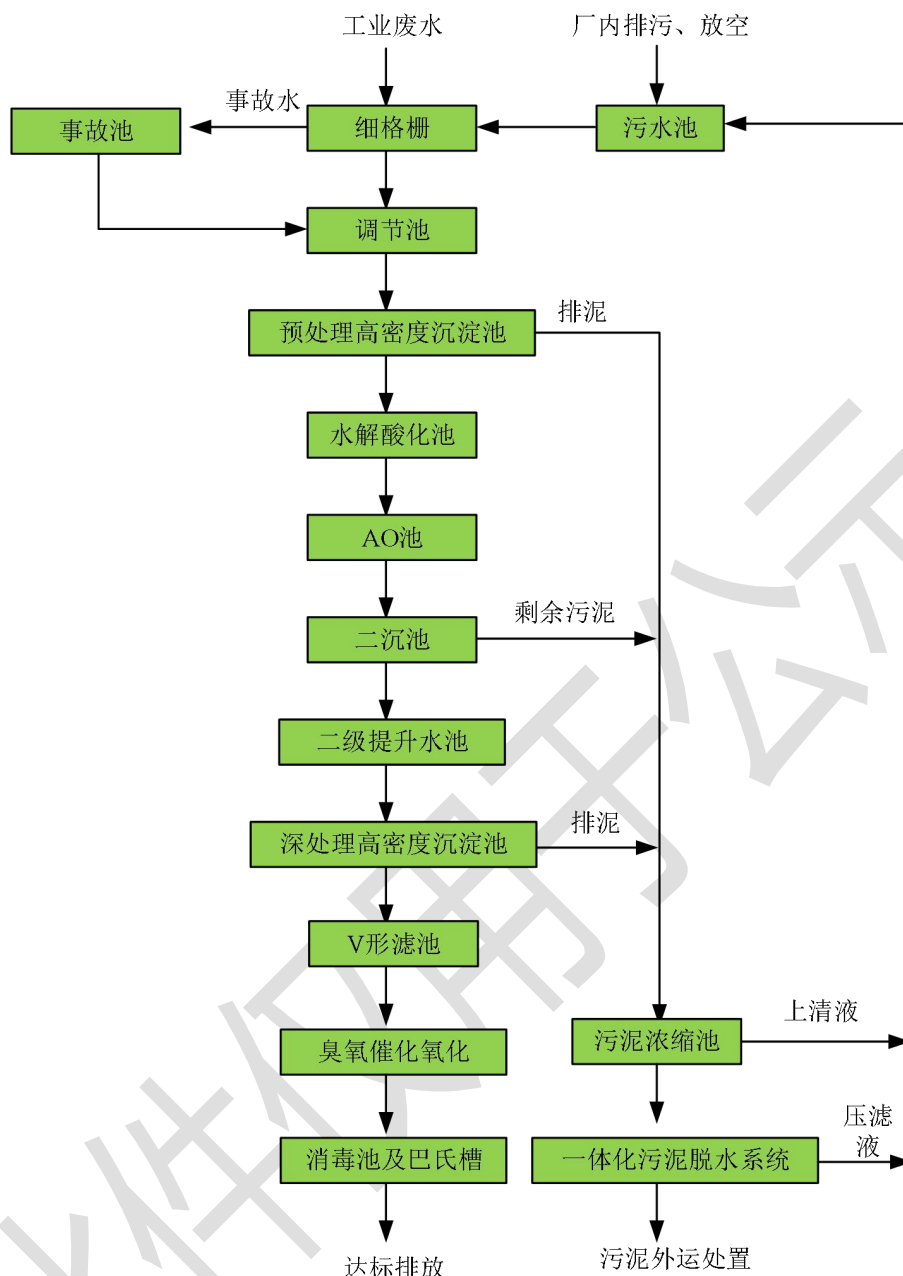 工业废水
厂内排污、放空
事故水
事故池
细格栅
污水池
调节池
预处理高密度沉淀池
排泥
水解酸化池
AO池
二沉池
剩余污泥
二级提升水池
深处理高密度沉淀池
排泥
V形滤池
臭氧催化氧化
污泥浓缩池
上清液
消毒池及巴氏槽
一体化污泥脱水系统
压滤
液
达标排放
污泥外运处置
件仅用于公示